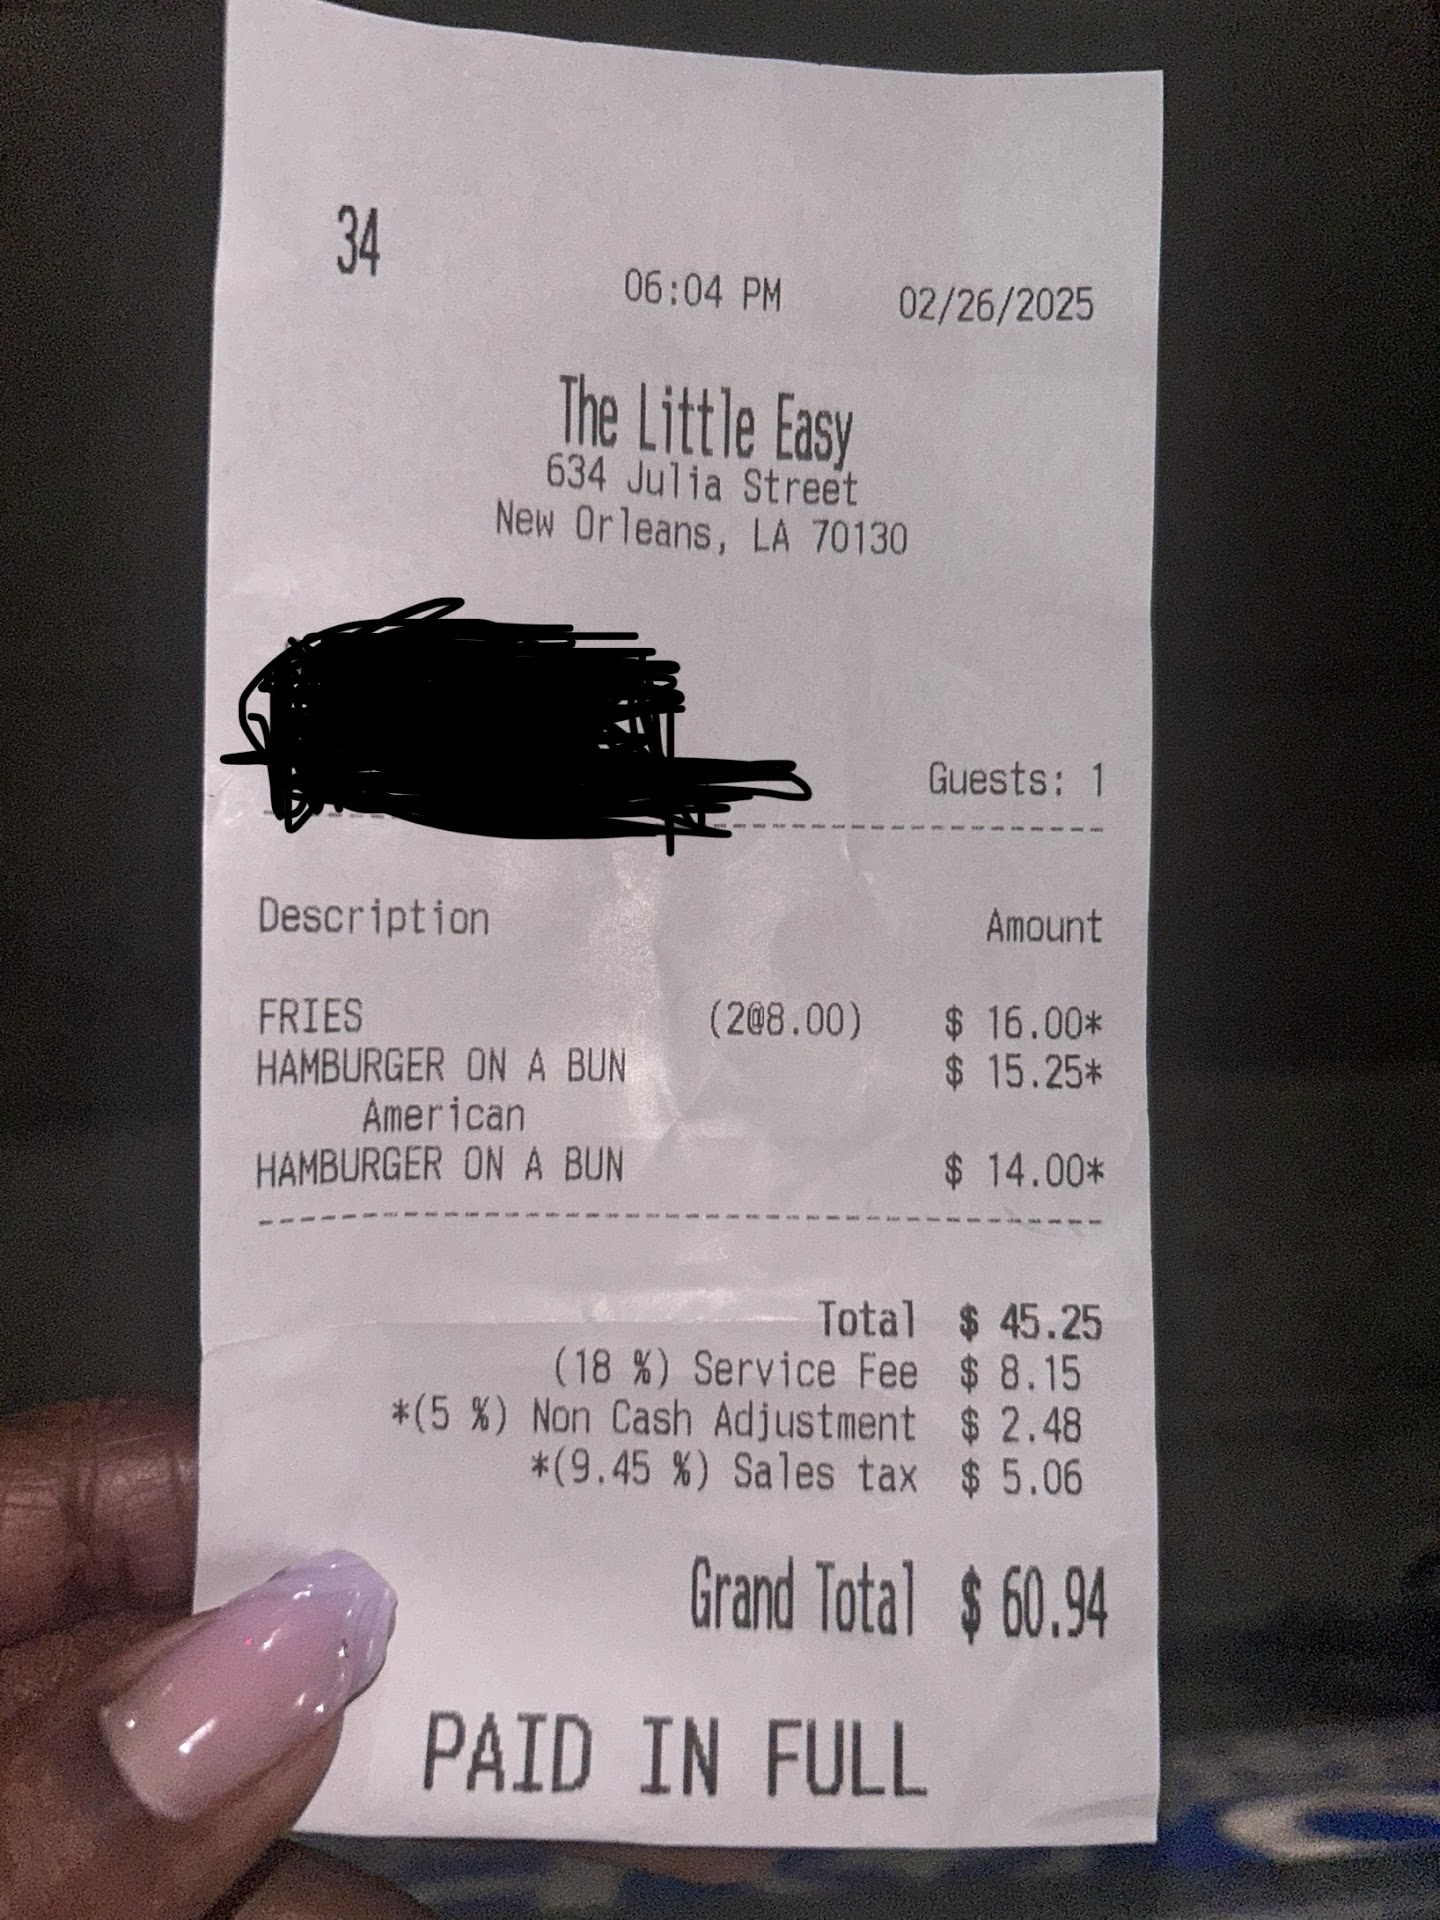 34
06:04 PM 02/26/2025
The Little Easy
634 Julia Street
New Orleans, LA 70130
Guests: 1
Description Amount
FRIES (2@8.00) $ 16.00*
HAMBURGER ON A BUN $ 15.25*
American
HAMBURGER ON A BUN $ 14.00*
Total $ 45.25
(18 %) Service Fee $ 8.15
*(5 %) Non Cash Adjustment $ 2.48
*(9.45 %) Sales tax $ 5.06
Grand Total $ 60.94
PAID IN FULL